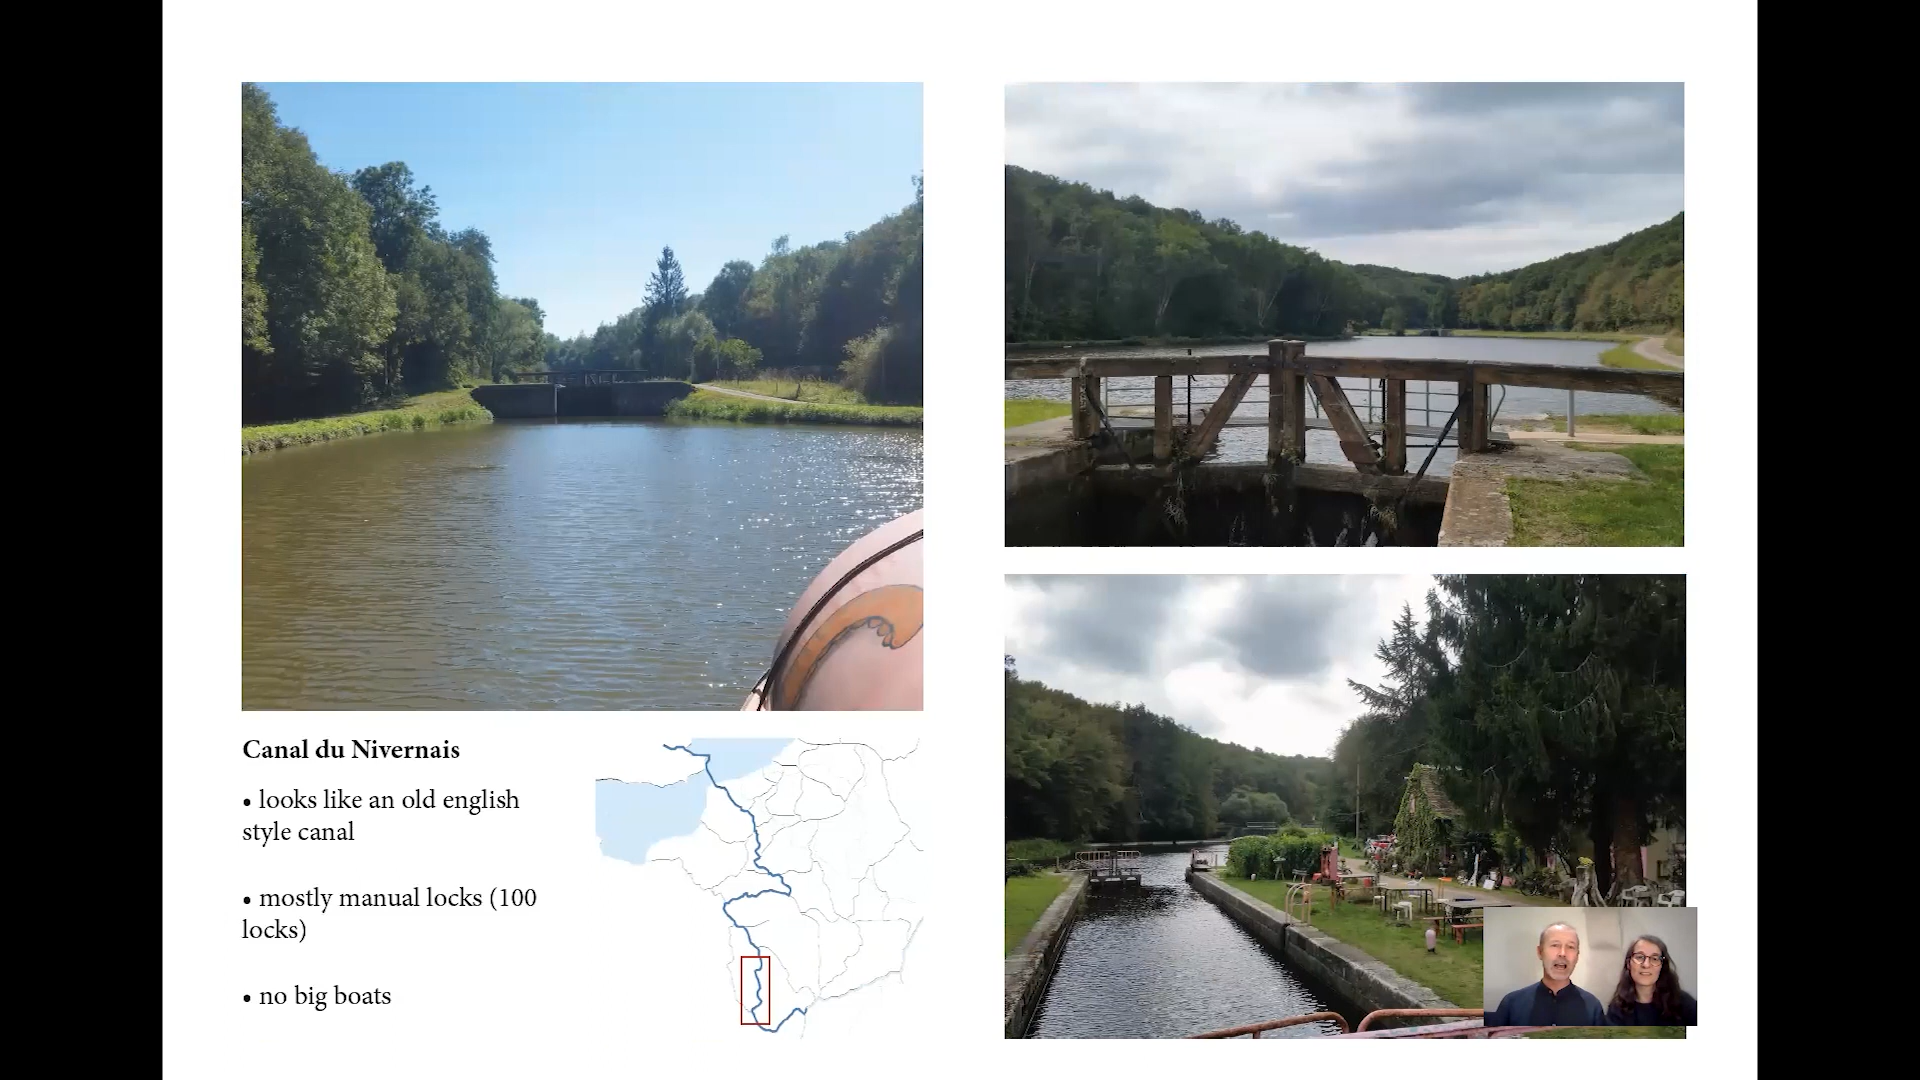 Canal du Nivernais
• looks like an old english
style canal
• mostly manual locks (100
locks)
• no big boats